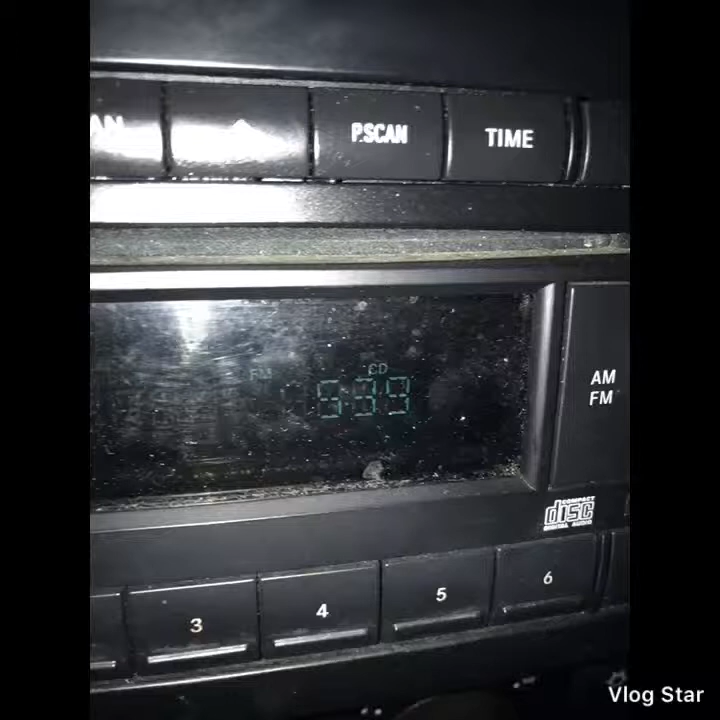 AN
P.SCAN
TIME
FM
CD
AM
FM
COMPACT
disc
DIGITAL AUDIO
3
4
5
6
Vlog Star